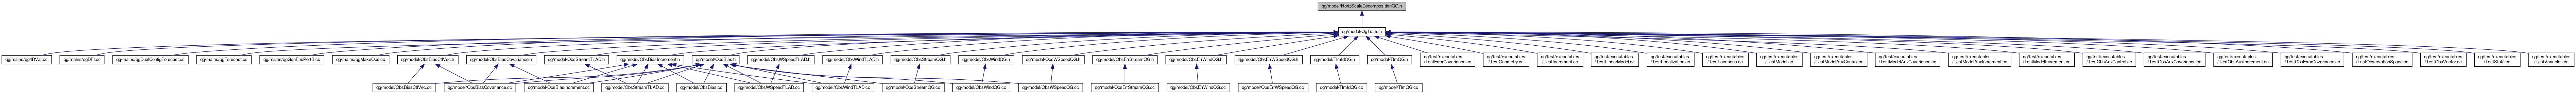 qg/model/HorizScaleDecompositionQG.h
qg/model/QgTraits.h
qg/mains/qg4DVar.cc
qg/mains/qgDFI.cc
qg/mains/qgDualConfigForecast.cc
qg/mains/qgForecast.cc
qg/mains/qgGenEnsPertB.cc
qg/mains/qgMakeObs.cc
qg/model/ObsBiasCtlVec.h
qg/model/ObsBiasCovariance.h
qg/model/ObsStreamTLAD.h
qg/model/ObsBiasIncrement.h
qg/model/ObsBias.h
qg/model/ObsWSpeedTLAD.h
qg/model/ObsWindTLAD.h
qg/model/ObsStreamQG.h
qg/model/ObsWindQG.h
qg/model/ObsWSpeedQG.h
qg/model/ObsErrStreamQG.h
qg/model/ObsErrWindQG.h
qg/model/ObsErrWSpeedQG.h
qg/model/TlmIdQG.h
qg/model/TlmQG.h
qg/test/executables
/TestErrorCovariance.cc
qg/test/executables
/TestGeometry.cc
qg/test/executables
/TestIncrement.cc
qg/test/executables
/TestLinearModel.cc
qg/test/executables
/TestLocalization.cc
qg/test/executables
/TestLocations.cc
qg/test/executables
/TestModel.cc
qg/test/executables
/TestModelAuxControl.cc
qg/test/executables
/TestModelAuxCovariance.cc
qg/test/executables
/TestModelAuxIncrement.cc
qg/test/executables
/TestModelIncrement.cc
qg/test/executables
/TestObsAuxControl.cc
qg/test/executables
/TestObsAuxCovariance.cc
qg/test/executables
/TestObsAuxIncrement.cc
qg/test/executables
/TestObsErrorCovariance.cc
qg/test/executables
/TestObservationSpace.cc
qg/test/executables
/TestObsVector.cc
qg/test/executables
/TestState.cc
qg/test/executables
/TestVariables.cc
qg/model/ObsBiasCtlVec.cc
qg/model/ObsBiasCovariance.cc
qg/model/ObsBiasIncrement.cc
qg/model/ObsStreamTLAD.cc
qg/model/ObsBias.cc
qg/model/ObsWSpeedTLAD.cc
qg/model/ObsWindTLAD.cc
qg/model/ObsStreamQG.cc
qg/model/ObsWindQG.cc
qg/model/ObsWSpeedQG.cc
qg/model/ObsErrStreamQG.cc
qg/model/ObsErrWindQG.cc
qg/model/ObsErrWSpeedQG.cc
qg/model/TlmIdQG.cc
qg/model/TlmQG.cc